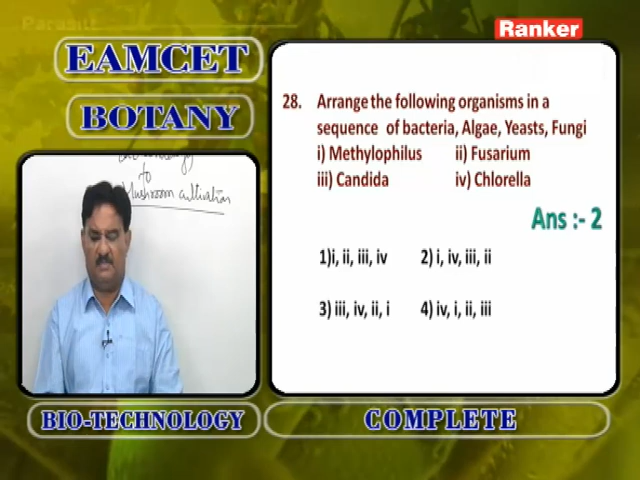 Ranker
EAMCET
BOTANY
to
Mushroom cultivation
28. Arrange the following organisms in a
sequence of bacteria, Algae, Yeasts, Fungi
i) Methylophilus ii) Fusarium
iii) Candida iv) Chlorella
Ans :- 2
1)i, ii, iii, iv 2) i, iv, iii, ii
3) iii, iv, ii, i 4) iv, i, ii, iii
BIO-TECHNOLOGY
COMPLETE